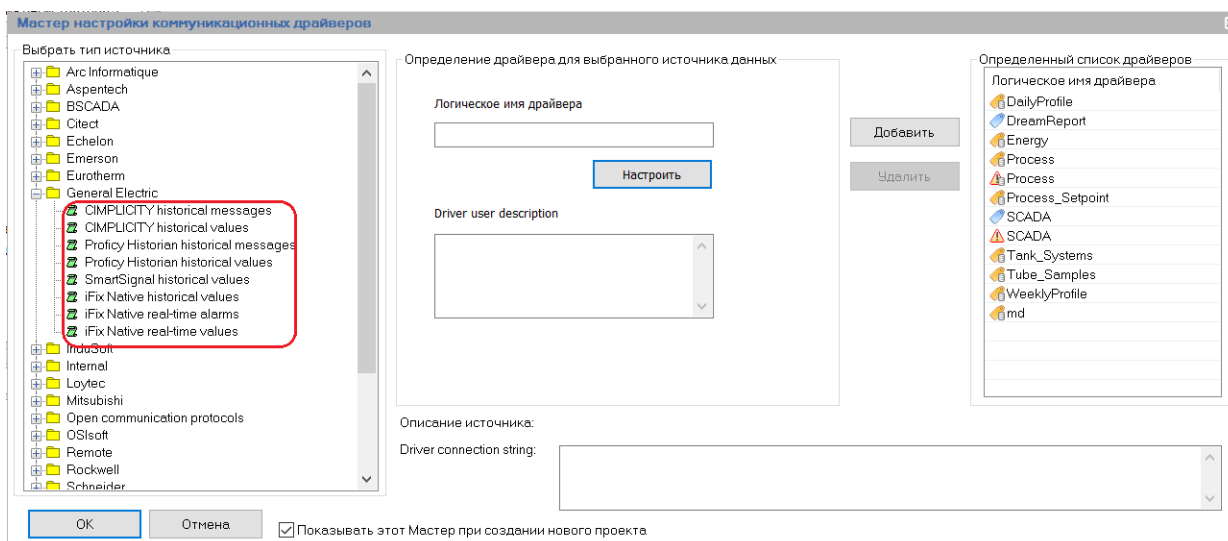 Мастер настройки коммуникационных драйверов
Выбрать тип источника
Arc Informatique
Aspentech
BSCADA
Citect
Echelon
Emerson
Eurotherm
General Electric
CIMPLICITY historical messages
CIMPLICITY historical values
Proficy Historian historical messages
Proficy Historian historical values
SmartSignal historical values
iFix Native historical values
iFix Native real-time alarms
iFix Native real-time values
InduSoft
Internal
Loytec
Mitsubishi
Open communication protocols
OSIsoft
Remote
Rockwell
Schneider
Определение драйвера для выбранного источника данных
Логическое имя драйвера
Настроить
Driver user description
Добавить
Удалить
Определенный список драйверов
Логическое имя драйвера
DailyProfile
DreamReport
Energy
Process
Process
Process_Setpoint
SCADA
SCADA
Tank_Systems
Tube_Samples
WeeklyProfile
md
Описание источника:
Driver connection string:
OK
Отмена
Показывать этот Мастер при создании нового проекта